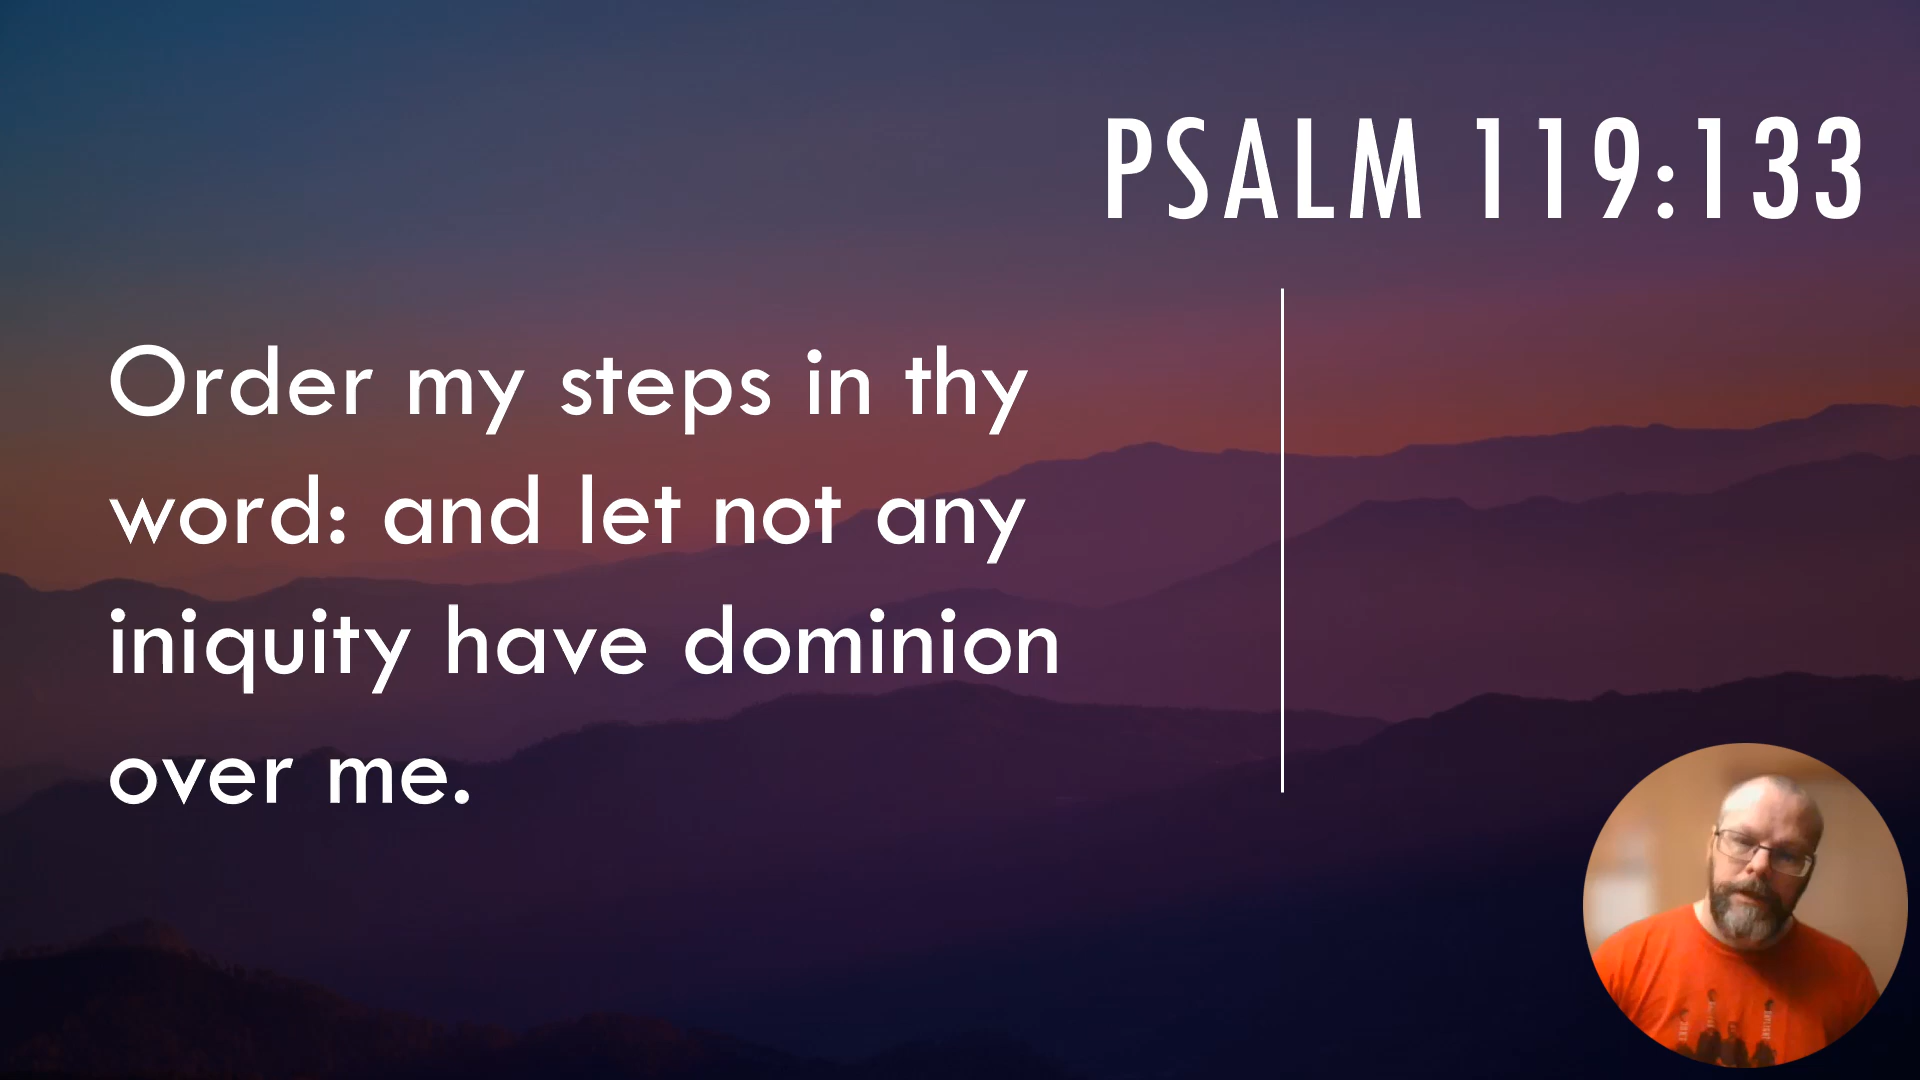 PSALM 119:133
Order my steps in thy
word: and let not any
iniquity have dominion
over me.